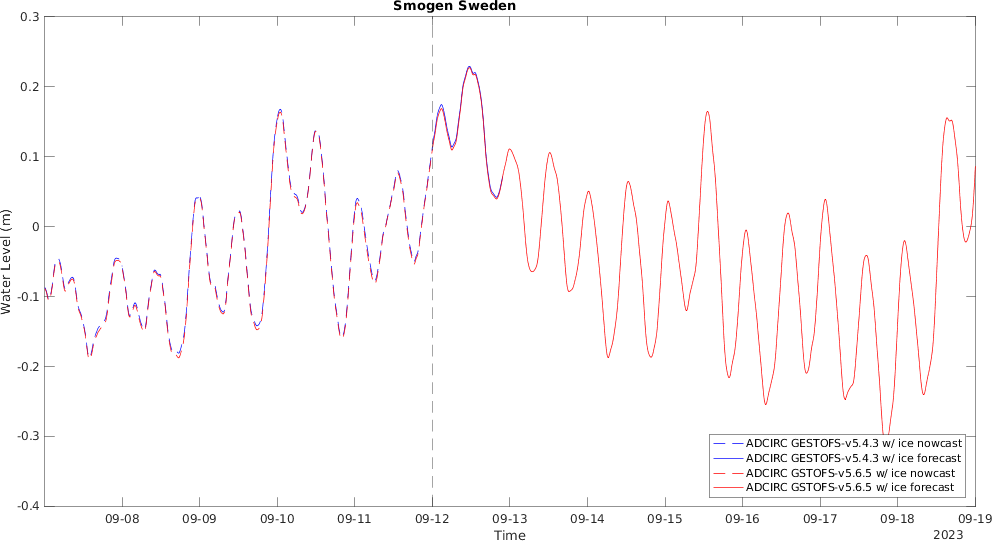 Smogen Sweden
0.3
0.2
0.1
0
-0.1
-0.2
-0.3
-0.4
Water Level (m)
ADCIRC GESTOFS-v5.4.3 w/ ice nowcast
ADCIRC GESTOFS-v5.4.3 w/ ice forecast
ADCIRC GSTOFS-v5.6.5 w/ ice nowcast
ADCIRC GSTOFS-v5.6.5 w/ ice forecast
09-08 09-09 09-10 09-11 09-12 09-13 09-14 09-15 09-16 09-17 09-18 09-19
Time
2023